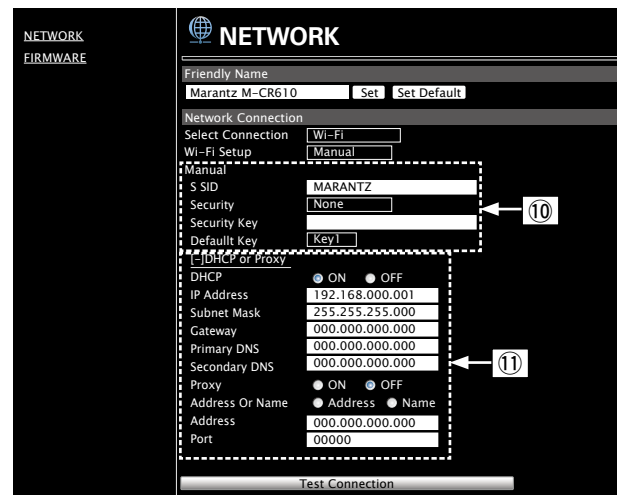 NETWORK
FIRMWARE
NETWORK
Friendly Name
Marantz M-CR610 Set Set Default
Network Connection
Select Connection Wi-Fi
Wi-Fi Setup Manual
Manual
S SID MARANTZ
Security None
Security Key
Defaullt Key Key1
⑩
[-]DHCP or Proxy
DHCP ON OFF
IP Address 192.168.000.001
Subnet Mask 255.255.255.000
Gateway 000.000.000.000
Primary DNS 000.000.000.000
Secondary DNS 000.000.000.000
⑪
Proxy ON OFF
Address Or Name Address Name
Address 000.000.000.000
Port 00000
Test Connection